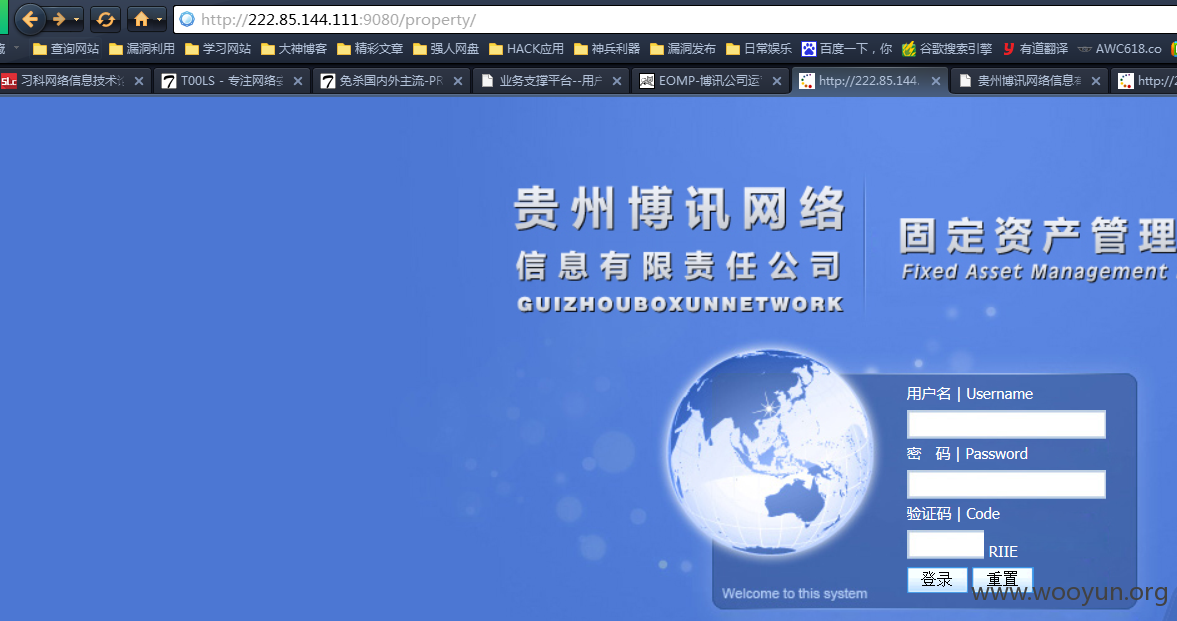 http://222.85.144.111:9080/property/
查询网站 漏洞利用 学习网站 大神博客 精彩文章 强人网盘 HACK应用 神兵利器 漏洞发布 日常娱乐 百度一下，你 谷歌搜索引擎 有道翻译 AWC618.co
习科网络信息技术 T00LS - 专注网络 免杀国内外主流-PR 业务支撑平台--用户 EOMP-博讯公司运 http://222.85.144. 贵州博讯网络信息 http://2
贵州博讯网络
信息有限责任公司
GUIZHOUBOXUNNETWORK
固定资产管理
Fixed Asset Management
用户名 | Username
密 码 | Password
验证码 | Code
RIIE
登录 重置
Welcome to this system
www.wooyun.org